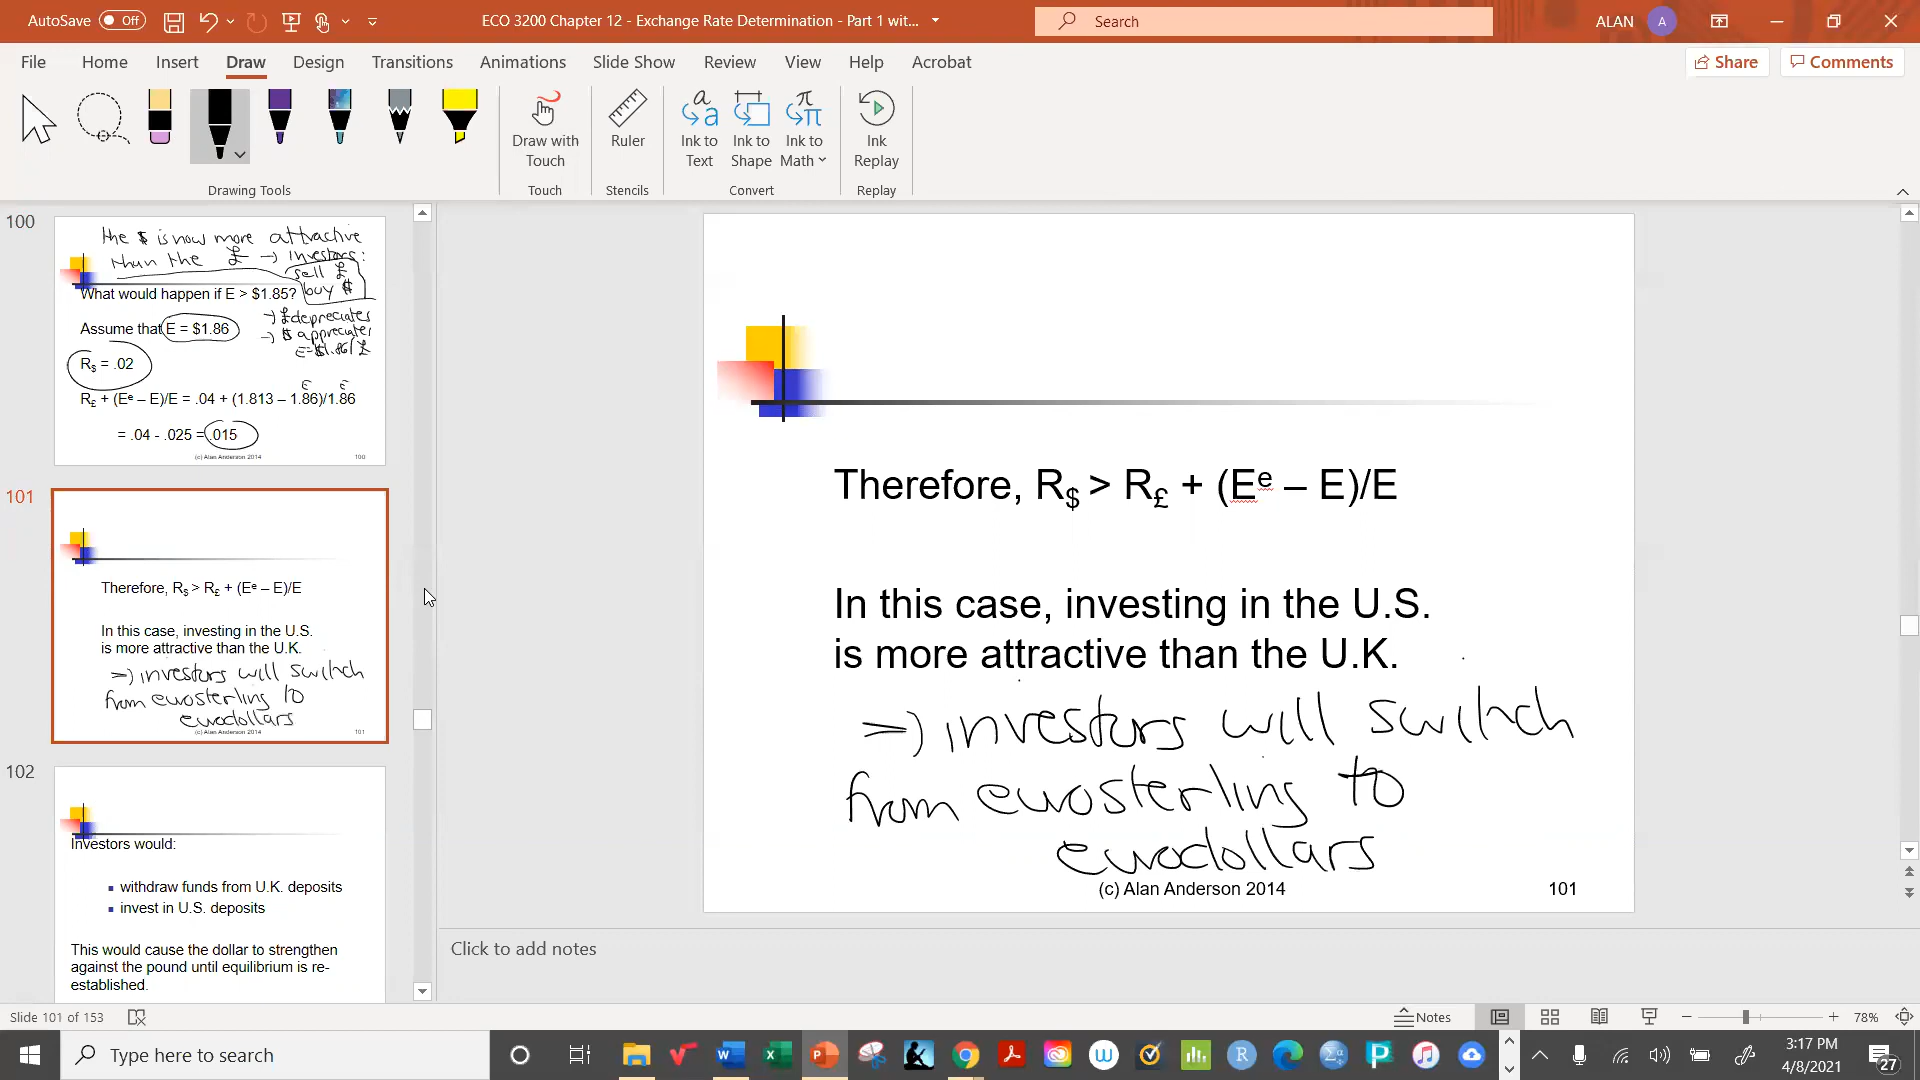 AutoSave Off ECO 3200 Chapter 12 - Exchange Rate Determination - Part 1 wit... Search ALAN A
File Home Insert Draw Design Transitions Animations Slide Show Review View Help Acrobat Share Comments
Draw with Touch
Ruler
Ink to Text
Ink to Shape
Ink to Math
Ink Replay
Drawing Tools Touch Stencils Convert Replay
100
the $ is now more attractive
than the £ → investors:
sell £
buy $
What would happen if E > $1.85?
→ £ depreciates
→ $ appreciates
Assume that E = $1.86
R$ = .02
E E
R£ + (Eᵉ – E)/E = .04 + (1.813 – 1.86)/1.86
= .04 - .025 = .015
(c) Alan Anderson 2014 100
101
Therefore, R$ > R£ + (Eᵉ – E)/E
In this case, investing in the U.S.
is more attractive than the U.K.
=> investors will switch
from eurosterling to
eurodollars
(c) Alan Anderson 2014 101
102
Investors would:
▪ withdraw funds from U.K. deposits
▪ invest in U.S. deposits
This would cause the dollar to strengthen
against the pound until equilibrium is re-
established.
Therefore, R$ > R£ + (Eᵉ – E)/E
In this case, investing in the U.S.
is more attractive than the U.K.
=> investors will switch
from eurosterling to
eurodollars
(c) Alan Anderson 2014 101
Click to add notes
Slide 101 of 153 Notes 78%
Type here to search
3:17 PM
4/8/2021
27